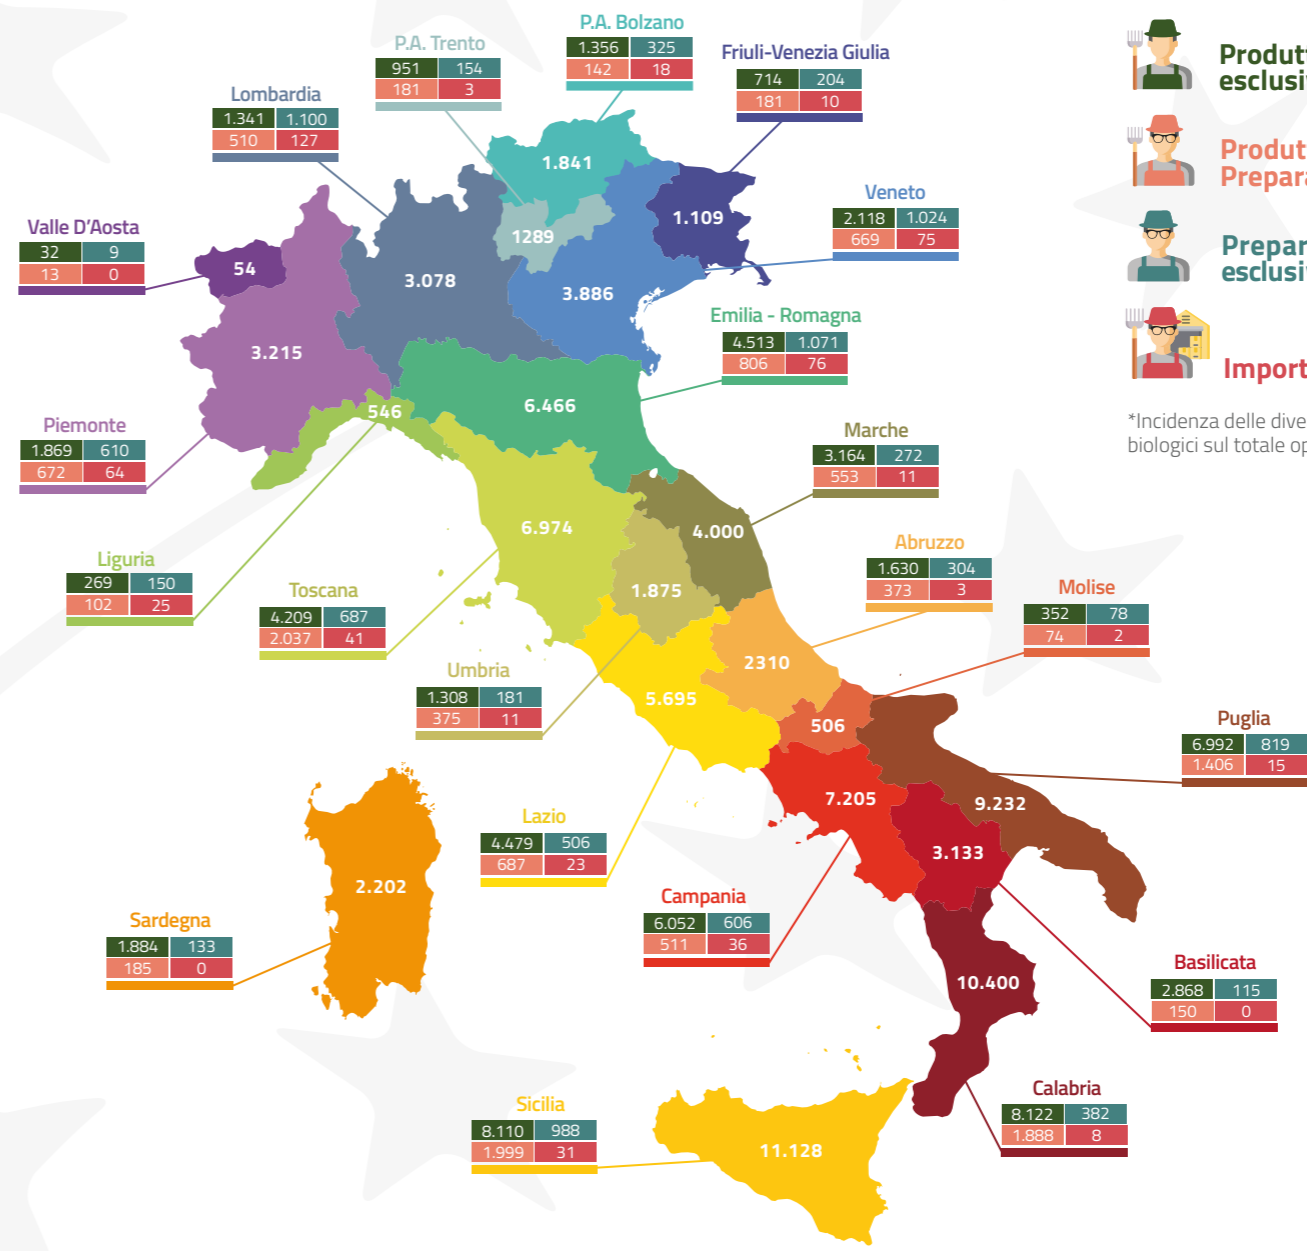 P.A. Bolzano
1.356 325
142 18
P.A. Trento
951 154
181 3
Friuli-Venezia Giulia
714 204
181 10
Lombardia
1.341 1.100
510 127
Veneto
2.118 1.024
669 75
Valle D'Aosta
32 9
13 0
1.841
1289
1.109
54
3.078
3.886
3.215
Emilia - Romagna
4.513 1.071
806 76
546
6.466
Piemonte
1.869 610
672 64
Marche
3.164 272
553 11
6.974
4.000
Liguria
269 150
102 25
Toscana
4.209 687
2.037 41
1.875
Abruzzo
1.630 304
373 3
Molise
352 78
74 2
Umbria
1.308 181
375 11
2310
5.695
506
Puglia
6.992 819
1.406 15
7.205
9.232
3.133
Lazio
4.479 506
687 23
2.202
Campania
6.052 606
511 36
Sardegna
1.884 133
185 0
Basilicata
2.868 115
150 0
10.400
Calabria
8.122 382
1.888 8
Sicilia
8.110 988
1.999 31
11.128
Produtt
esclusiv
Produt
Prepara
Prepar
esclusiv
Import
*Incidenza delle dive
biologici sul totale op